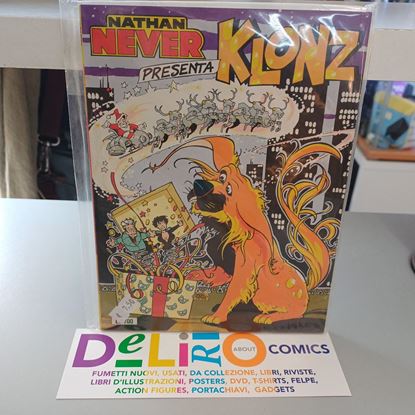 NATHAN
NEVER
PRESENTA
KLONZ
DeLiRiO
ABOUT
COMICS
FUMETTI NUOVI, USATI, DA COLLEZIONE, LIBRI, RIVISTE,
LIBRI D'ILLUSTRAZIONI, POSTERS, DVD, T-SHIRTS, FELPE,
ACTION FIGURES, PORTACHIAVI, GADGETS